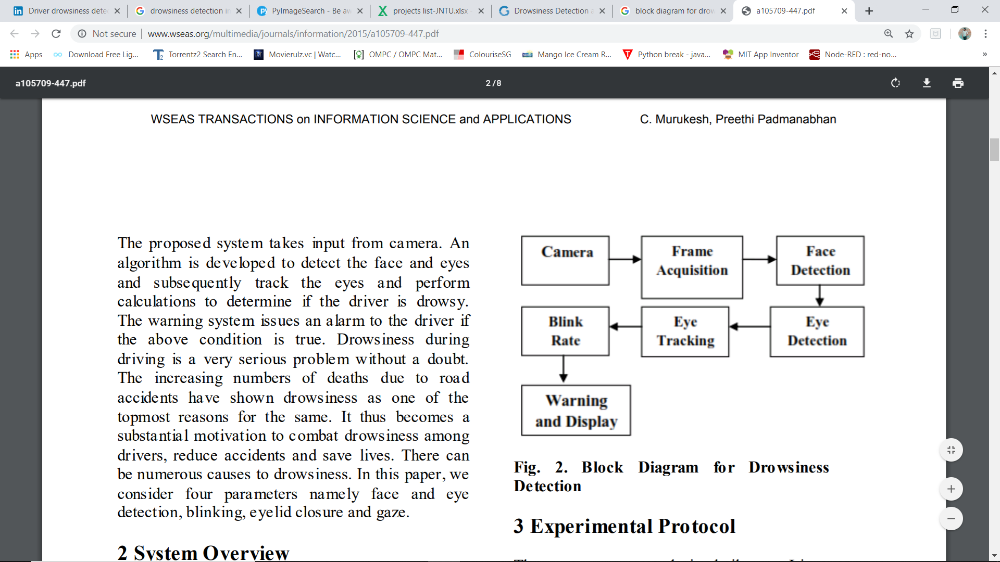 Driver drowsiness dete
drowsiness detection in
PyImageSearch - Be aw
projects list-JNTU.xlsx -
Drowsiness Detection a
block diagram for drow
a105709-447.pdf
Not secure | www.wseas.org/multimedia/journals/information/2015/a105709-447.pdf
Apps
Download Free Lig...
Torrentz2 Search En...
Movierulz.vc | Watc...
OMPC / OMPC Mat...
ColouriseSG
Mango Ice Cream R...
Python break - java...
MIT App Inventor
Node-RED : red-no...
»
a105709-447.pdf
2 / 8
WSEAS TRANSACTIONS on INFORMATION SCIENCE and APPLICATIONS
C. Murukesh, Preethi Padmanabhan
The proposed system takes input from camera. An
algorithm is developed to detect the face and eyes
and subsequently track the eyes and perform
calculations to determine if the driver is drowsy.
The warning system issues an alarm to the driver if
the above condition is true. Drowsiness during
driving is a very serious problem without a doubt.
The increasing numbers of deaths due to road
accidents have shown drowsiness as one of the
topmost reasons for the same. It thus becomes a
substantial motivation to combat drowsiness among
drivers, reduce accidents and save lives. There can
be numerous causes to drowsiness. In this paper, we
consider four parameters namely face and eye
detection, blinking, eyelid closure and gaze.
2 System Overview
Camera
Frame
Acquisition
Face
Detection
Blink
Rate
Eye
Tracking
Eye
Detection
Warning
and Display
Fig. 2. Block Diagram for Drowsiness
Detection
3 Experimental Protocol